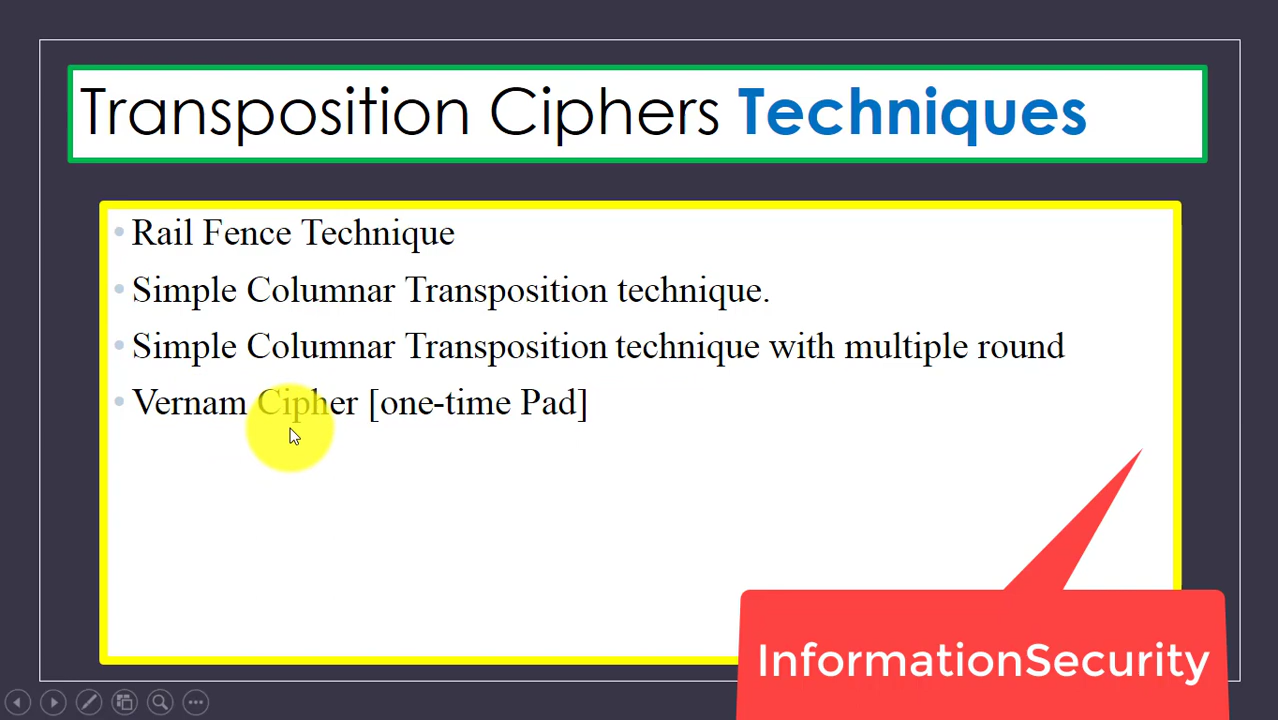 Transposition Ciphers Techniques
Rail Fence Technique
Simple Columnar Transposition technique.
Simple Columnar Transposition technique with multiple round
Vernam Cipher [one-time Pad]
InformationSecurity